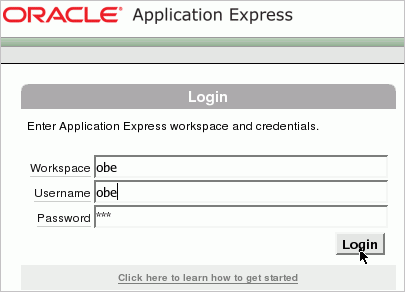 ORACLE® Application Express
Login
Enter Application Express workspace and credentials.
Workspace obe
Username obe
Password ***
Login
Click here to learn how to get started